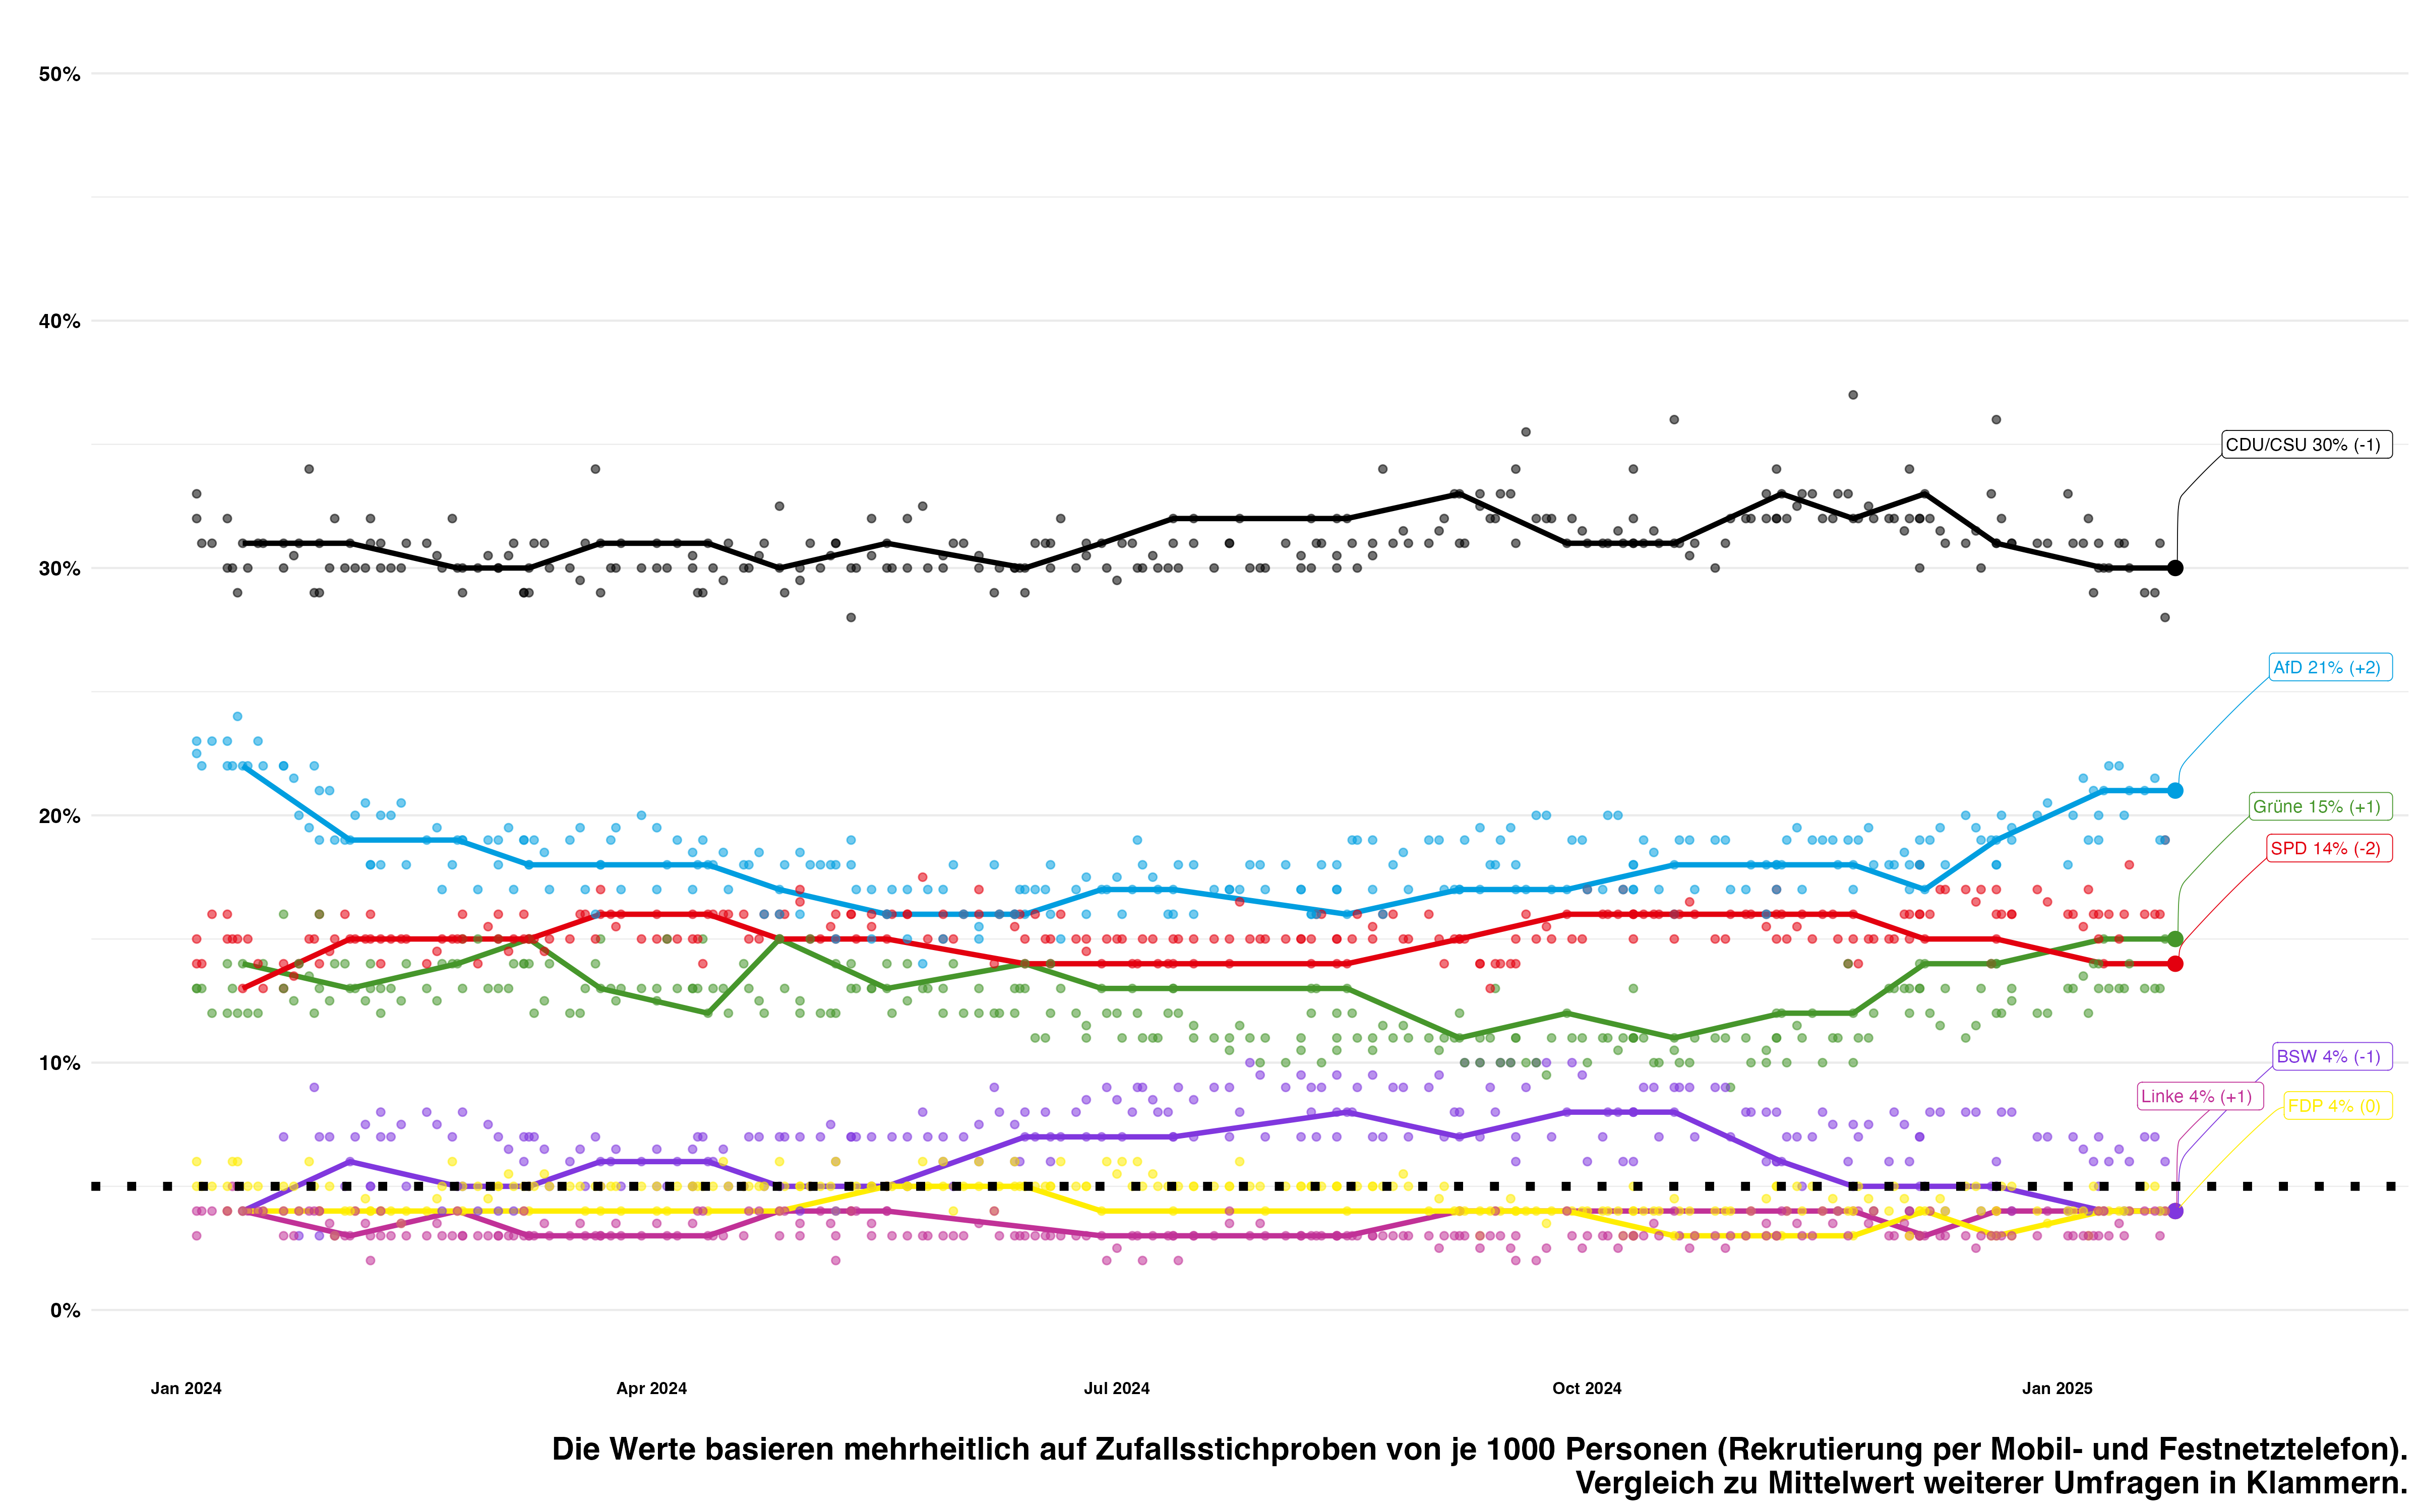 50%
40%
30%
20%
10%
0%
CDU/CSU 30% (-1)
AfD 21% (+2)
Grüne 15% (+1)
SPD 14% (-2)
BSW 4% (-1)
Linke 4% (+1)
FDP 4% (0)
Jan 2024
Apr 2024
Jul 2024
Oct 2024
Jan 2025
Die Werte basieren mehrheitlich auf Zufallsstichproben von je 1000 Personen (Rekrutierung per Mobil- und Festnetztelefon).
Vergleich zu Mittelwert weiterer Umfragen in Klammern.